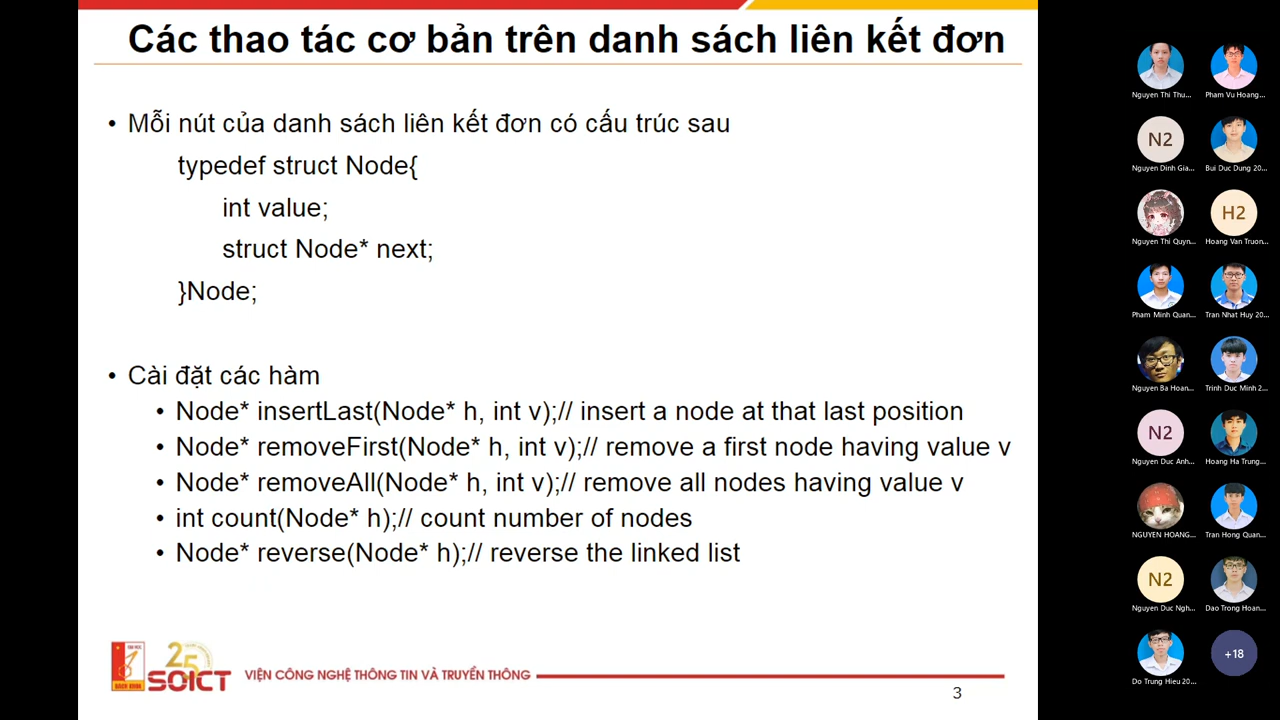 Các thao tác cơ bản trên danh sách liên kết đơn
• Mỗi nút của danh sách liên kết đơn có cấu trúc sau
typedef struct Node{
int value;
struct Node* next;
}Node;
• Cài đặt các hàm
• Node* insertLast(Node* h, int v);// insert a node at that last position
• Node* removeFirst(Node* h, int v);// remove a first node having value v
• Node* removeAll(Node* h, int v);// remove all nodes having value v
• int count(Node* h);// count number of nodes
• Node* reverse(Node* h);// reverse the linked list
25
SOICT
VIỆN CÔNG NGHỆ THÔNG TIN VÀ TRUYỀN THÔNG
3
Nguyen Thi Thu...
Pham Vu Hoang...
N2
Nguyen Dinh Gia...
Bui Duc Dung 20...
Nguyen Thi Quyn...
H2
Hoang Van Truon...
Pham Minh Quan...
Tran Nhat Huy 20...
Nguyen Ba Hoan...
Trinh Duc Minh 2...
N2
Nguyen Duc Anh...
Hoang Ha Trung...
NGUYEN HOANG...
Tran Hong Quan...
N2
Nguyen Duc Ngh...
Dao Trong Hoan...
Do Trung Hieu 20...
+18